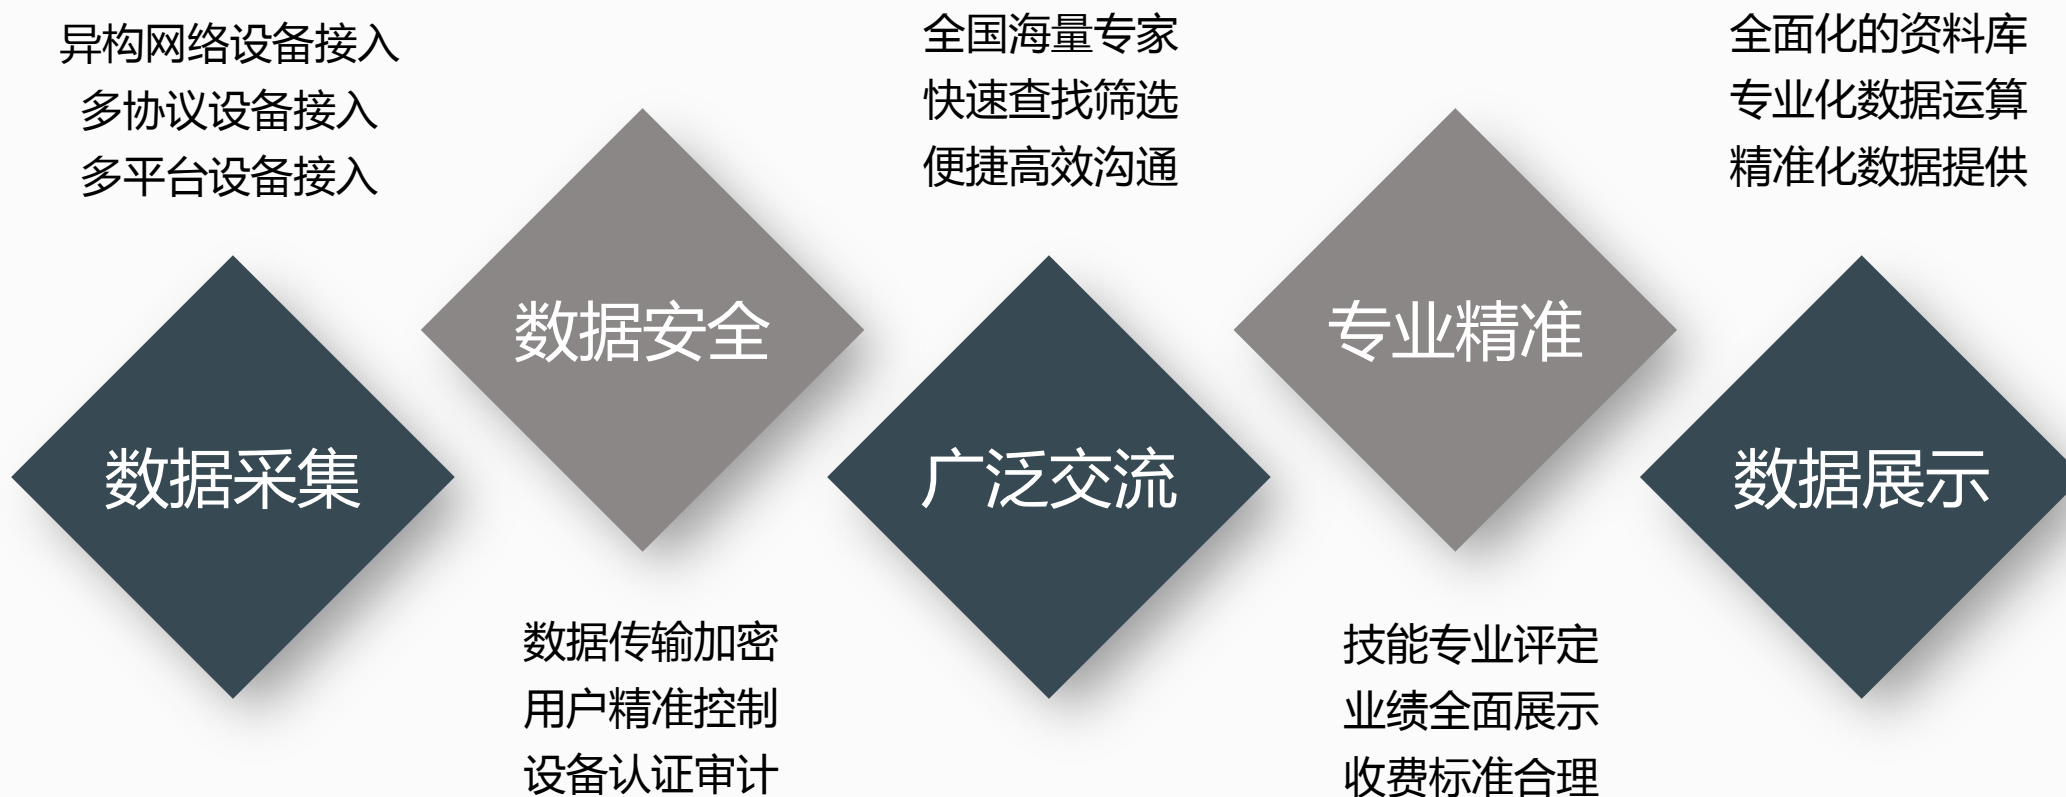 异构网络设备接入
多协议设备接入
多平台设备接入
数据采集
数据安全
数据传输加密
用户精准控制
设备认证审计
全国海量专家
快速查找筛选
便捷高效沟通
广泛交流
专业精准
技能专业评定
业绩全面展示
收费标准合理
全面化的资料库
专业化数据运算
精准化数据提供
数据展示